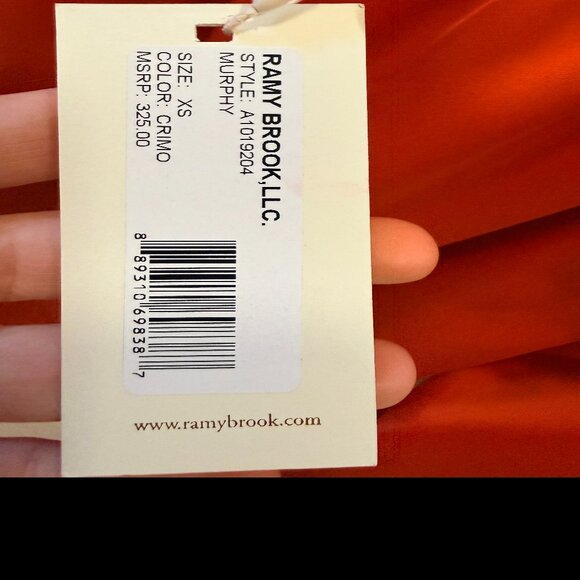 RAMY BROOK,LLC.
STYLE: A1019204
MURPHY
SIZE: XS
COLOR: CRIMO
MSRP: 325.00
8 89310 69838 7
www.ramybrook.com